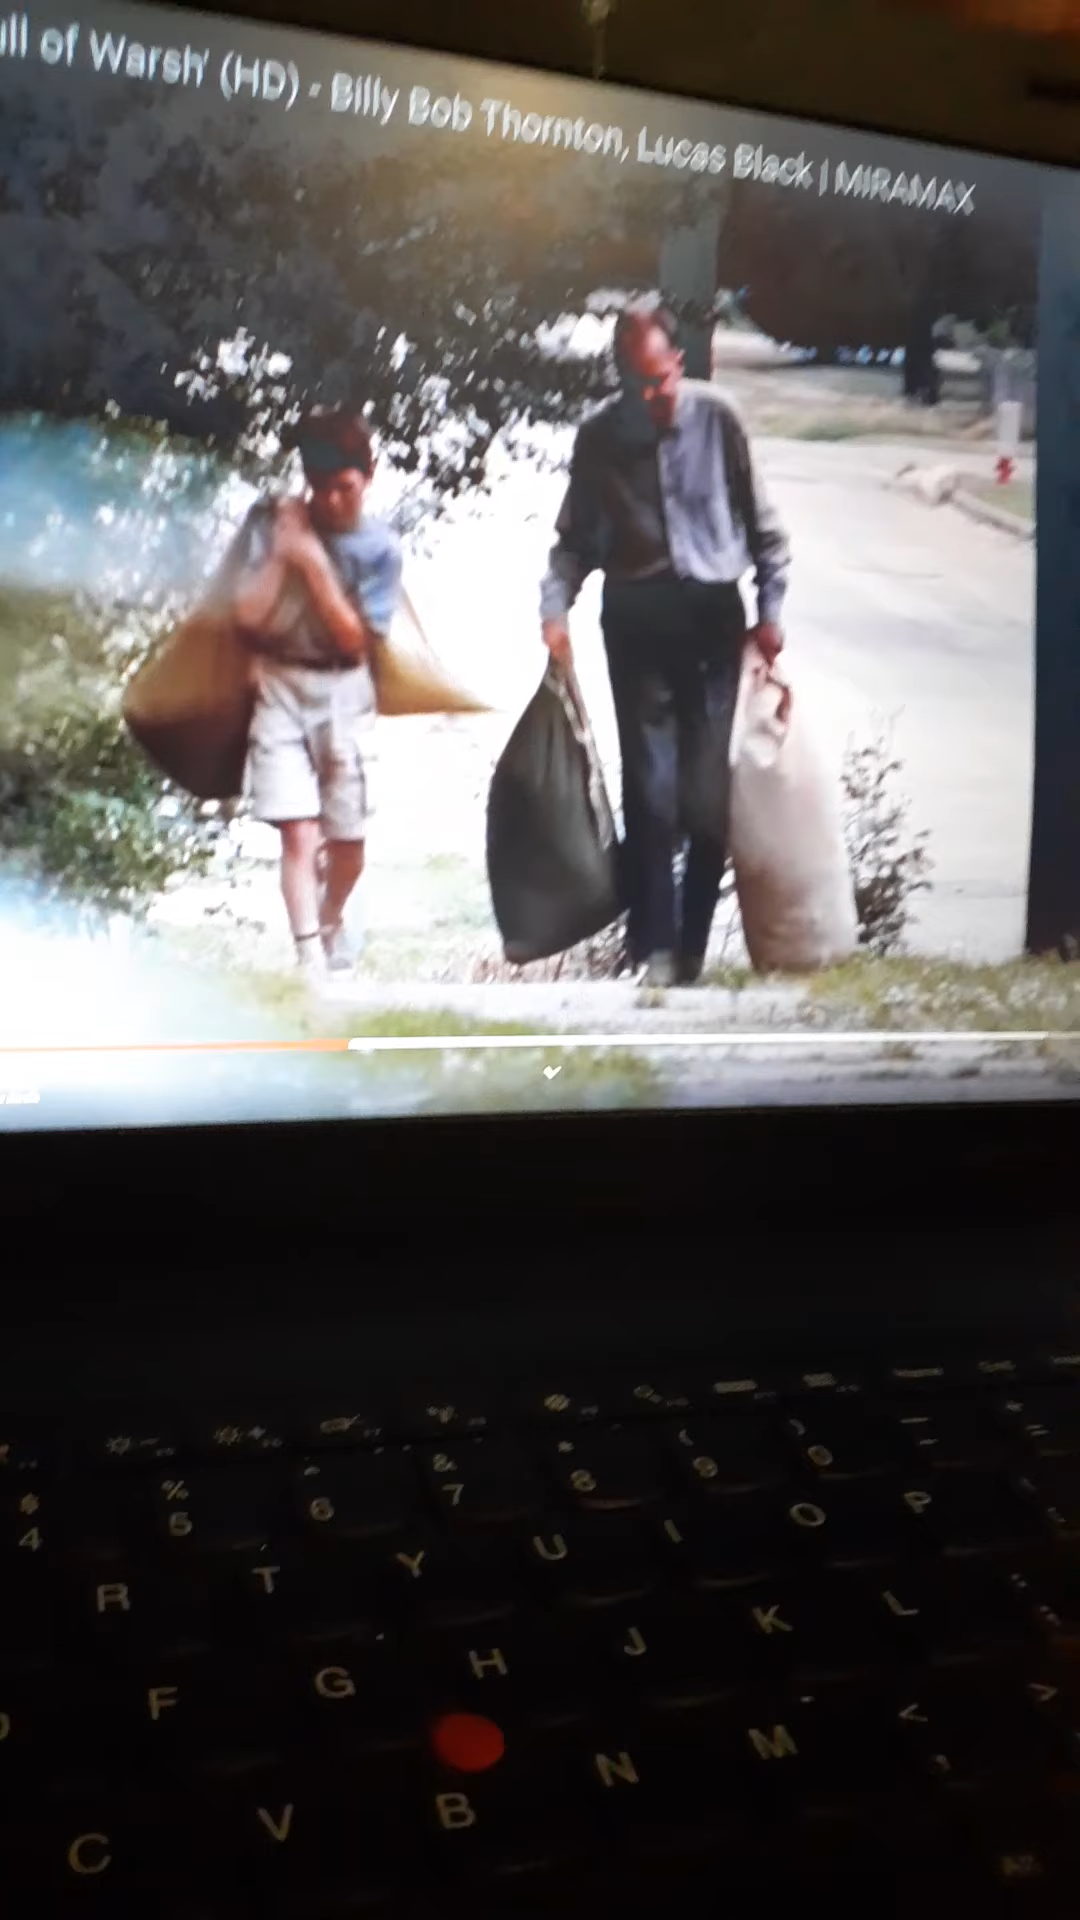 ill of Warsh' (HD) - Billy Bob Thornton, Lucas Black | MIRAMAX
& * ( )
$ % 6 7 8 9 0
4 5
R T Y U I O P
F G H J K L
C V B N M < >